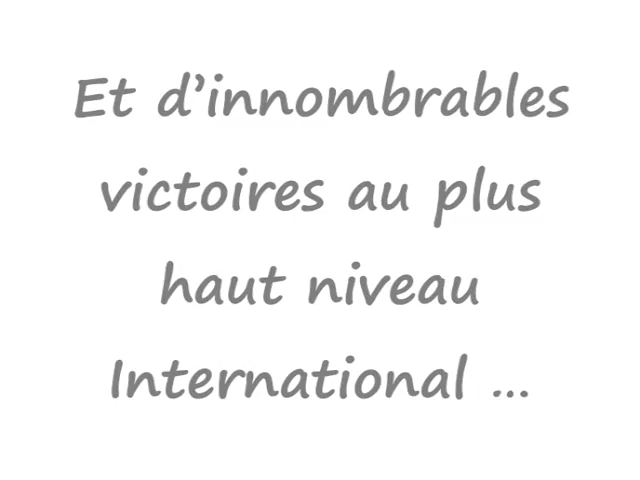 Et d’innombrables
victoires au plus
haut niveau
International ...